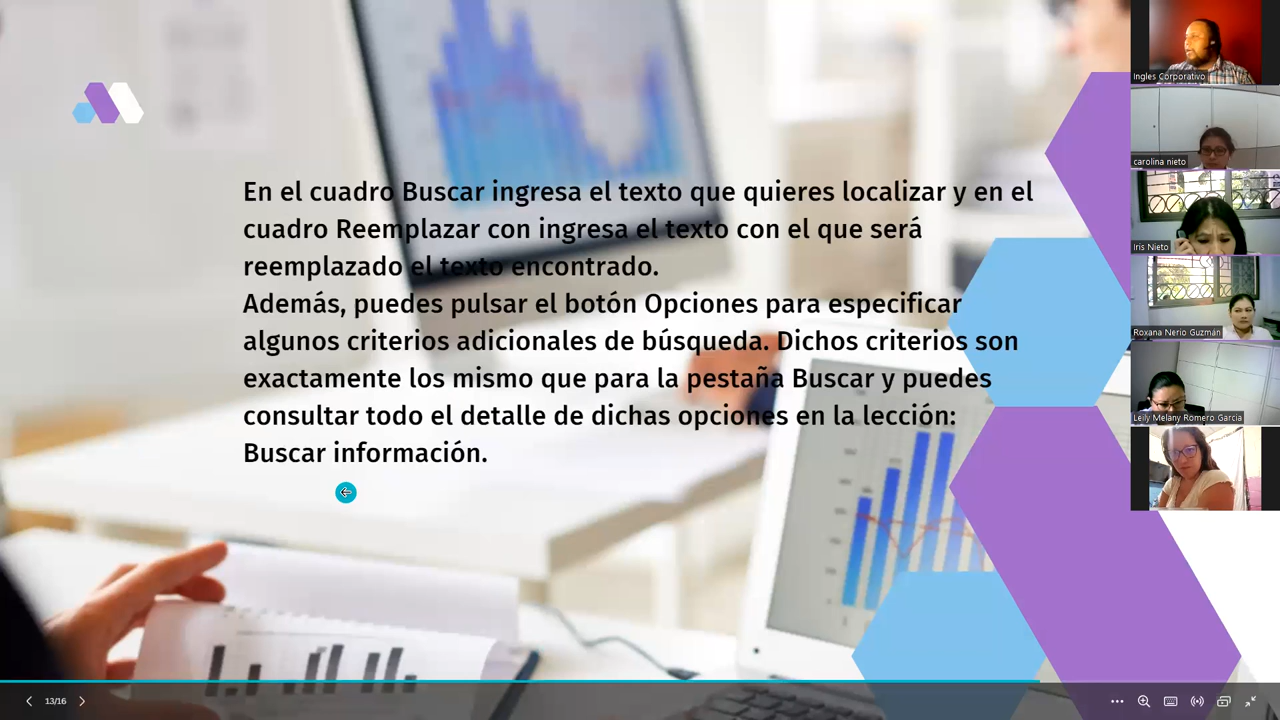 En el cuadro Buscar ingresa el texto que quieres localizar y en el
cuadro Reemplazar con ingresa el texto con el que será
reemplazado el texto encontrado.
Además, puedes pulsar el botón Opciones para especificar
algunos criterios adicionales de búsqueda. Dichos criterios son
exactamente los mismo que para la pestaña Buscar y puedes
consultar todo el detalle de dichas opciones en la lección:
Buscar información.
Ingles Corporativo
carolina nieto
Iris Nieto
Roxana Nerio Guzmán
Leily Melany Romero Garcia
13/16